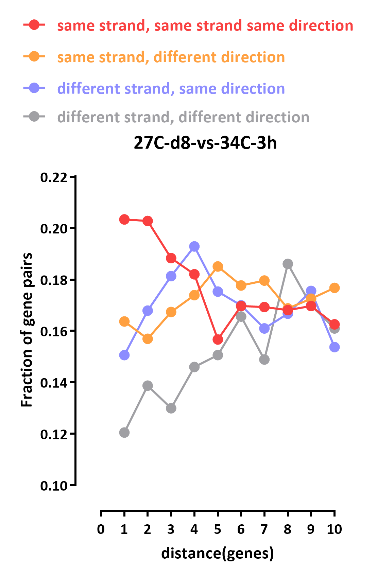 same strand, same strand same direction
same strand, different direction
different strand, same direction
different strand, different direction
27C-d8-vs-34C-3h
0.22
0.20
0.18
0.16
0.14
0.12
0.10
Fraction of gene pairs
0 1 2 3 4 5 6 7 8 9 10
distance(genes)